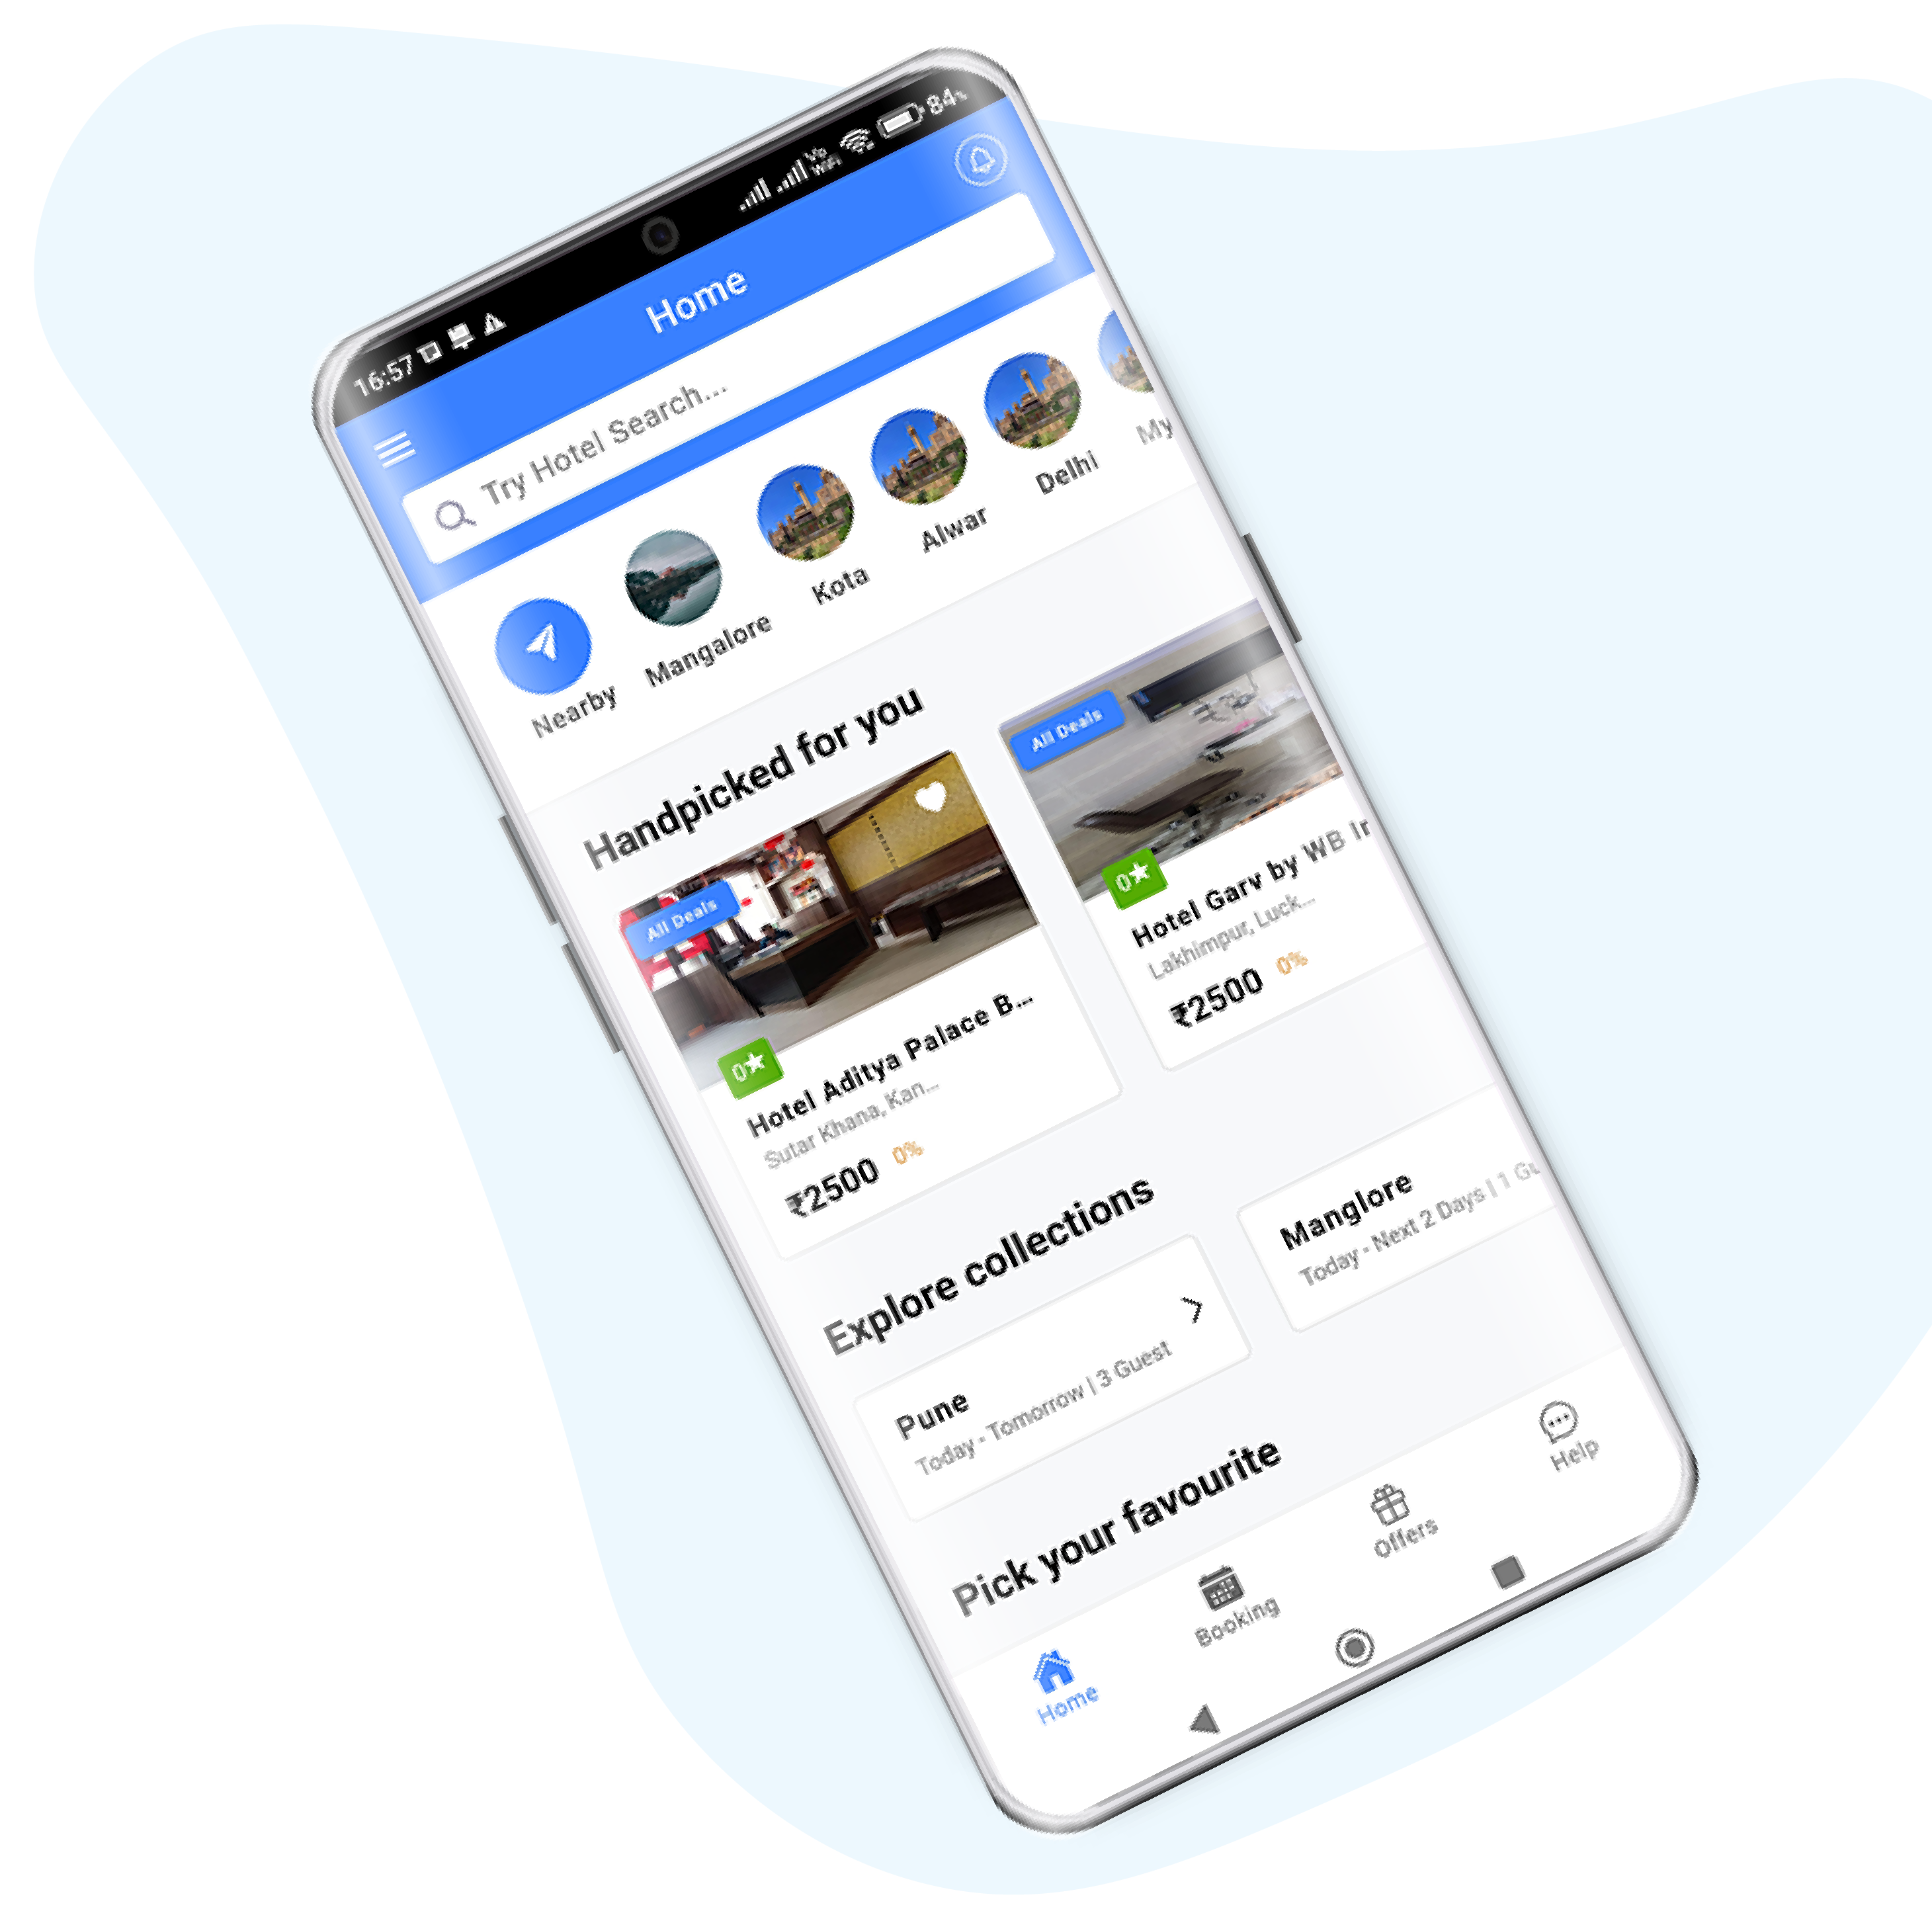 16:57
Vo
WiFi
84%
Home
Try Hotel Search...
Nearby
Mangalore
Kota
Alwar
Delhi
My
Handpicked for you
All Deals
0★
Hotel Aditya Palace B...
Sutar Khana, Kan...
₹2500 0%
All Deals
0★
Hotel Garv by WB In
Lakhimpur, Luck...
₹2500 0%
Explore collections
Pune
Today - Tomorrow | 3 Guest
Manglore
Today - Next 2 Days | 1 Gu
Pick your favourite
Home
Booking
Offers
Help